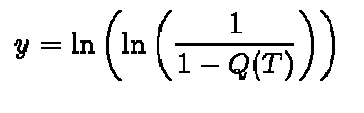 y = ln(ln(1/(1 − Q(T))))